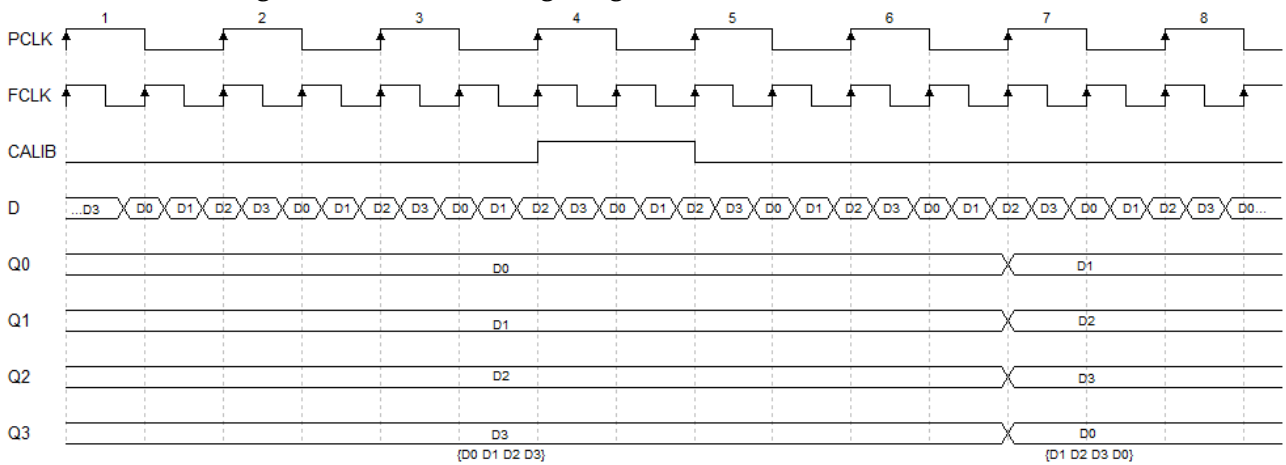 1 2 3 4 5 6 7 8
PCLK
FCLK
CALIB
D ...D3 D0 D1 D2 D3 D0 D1 D2 D3 D0 D1 D2 D3 D0 D1 D2 D3 D0 D1 D2 D3 D0 D1 D2 D3 D0 D1 D2 D3 D0...
Q0 D0 D1
Q1 D1 D2
Q2 D2 D3
Q3 D3 D0
{D0 D1 D2 D3} {D1 D2 D3 D0}